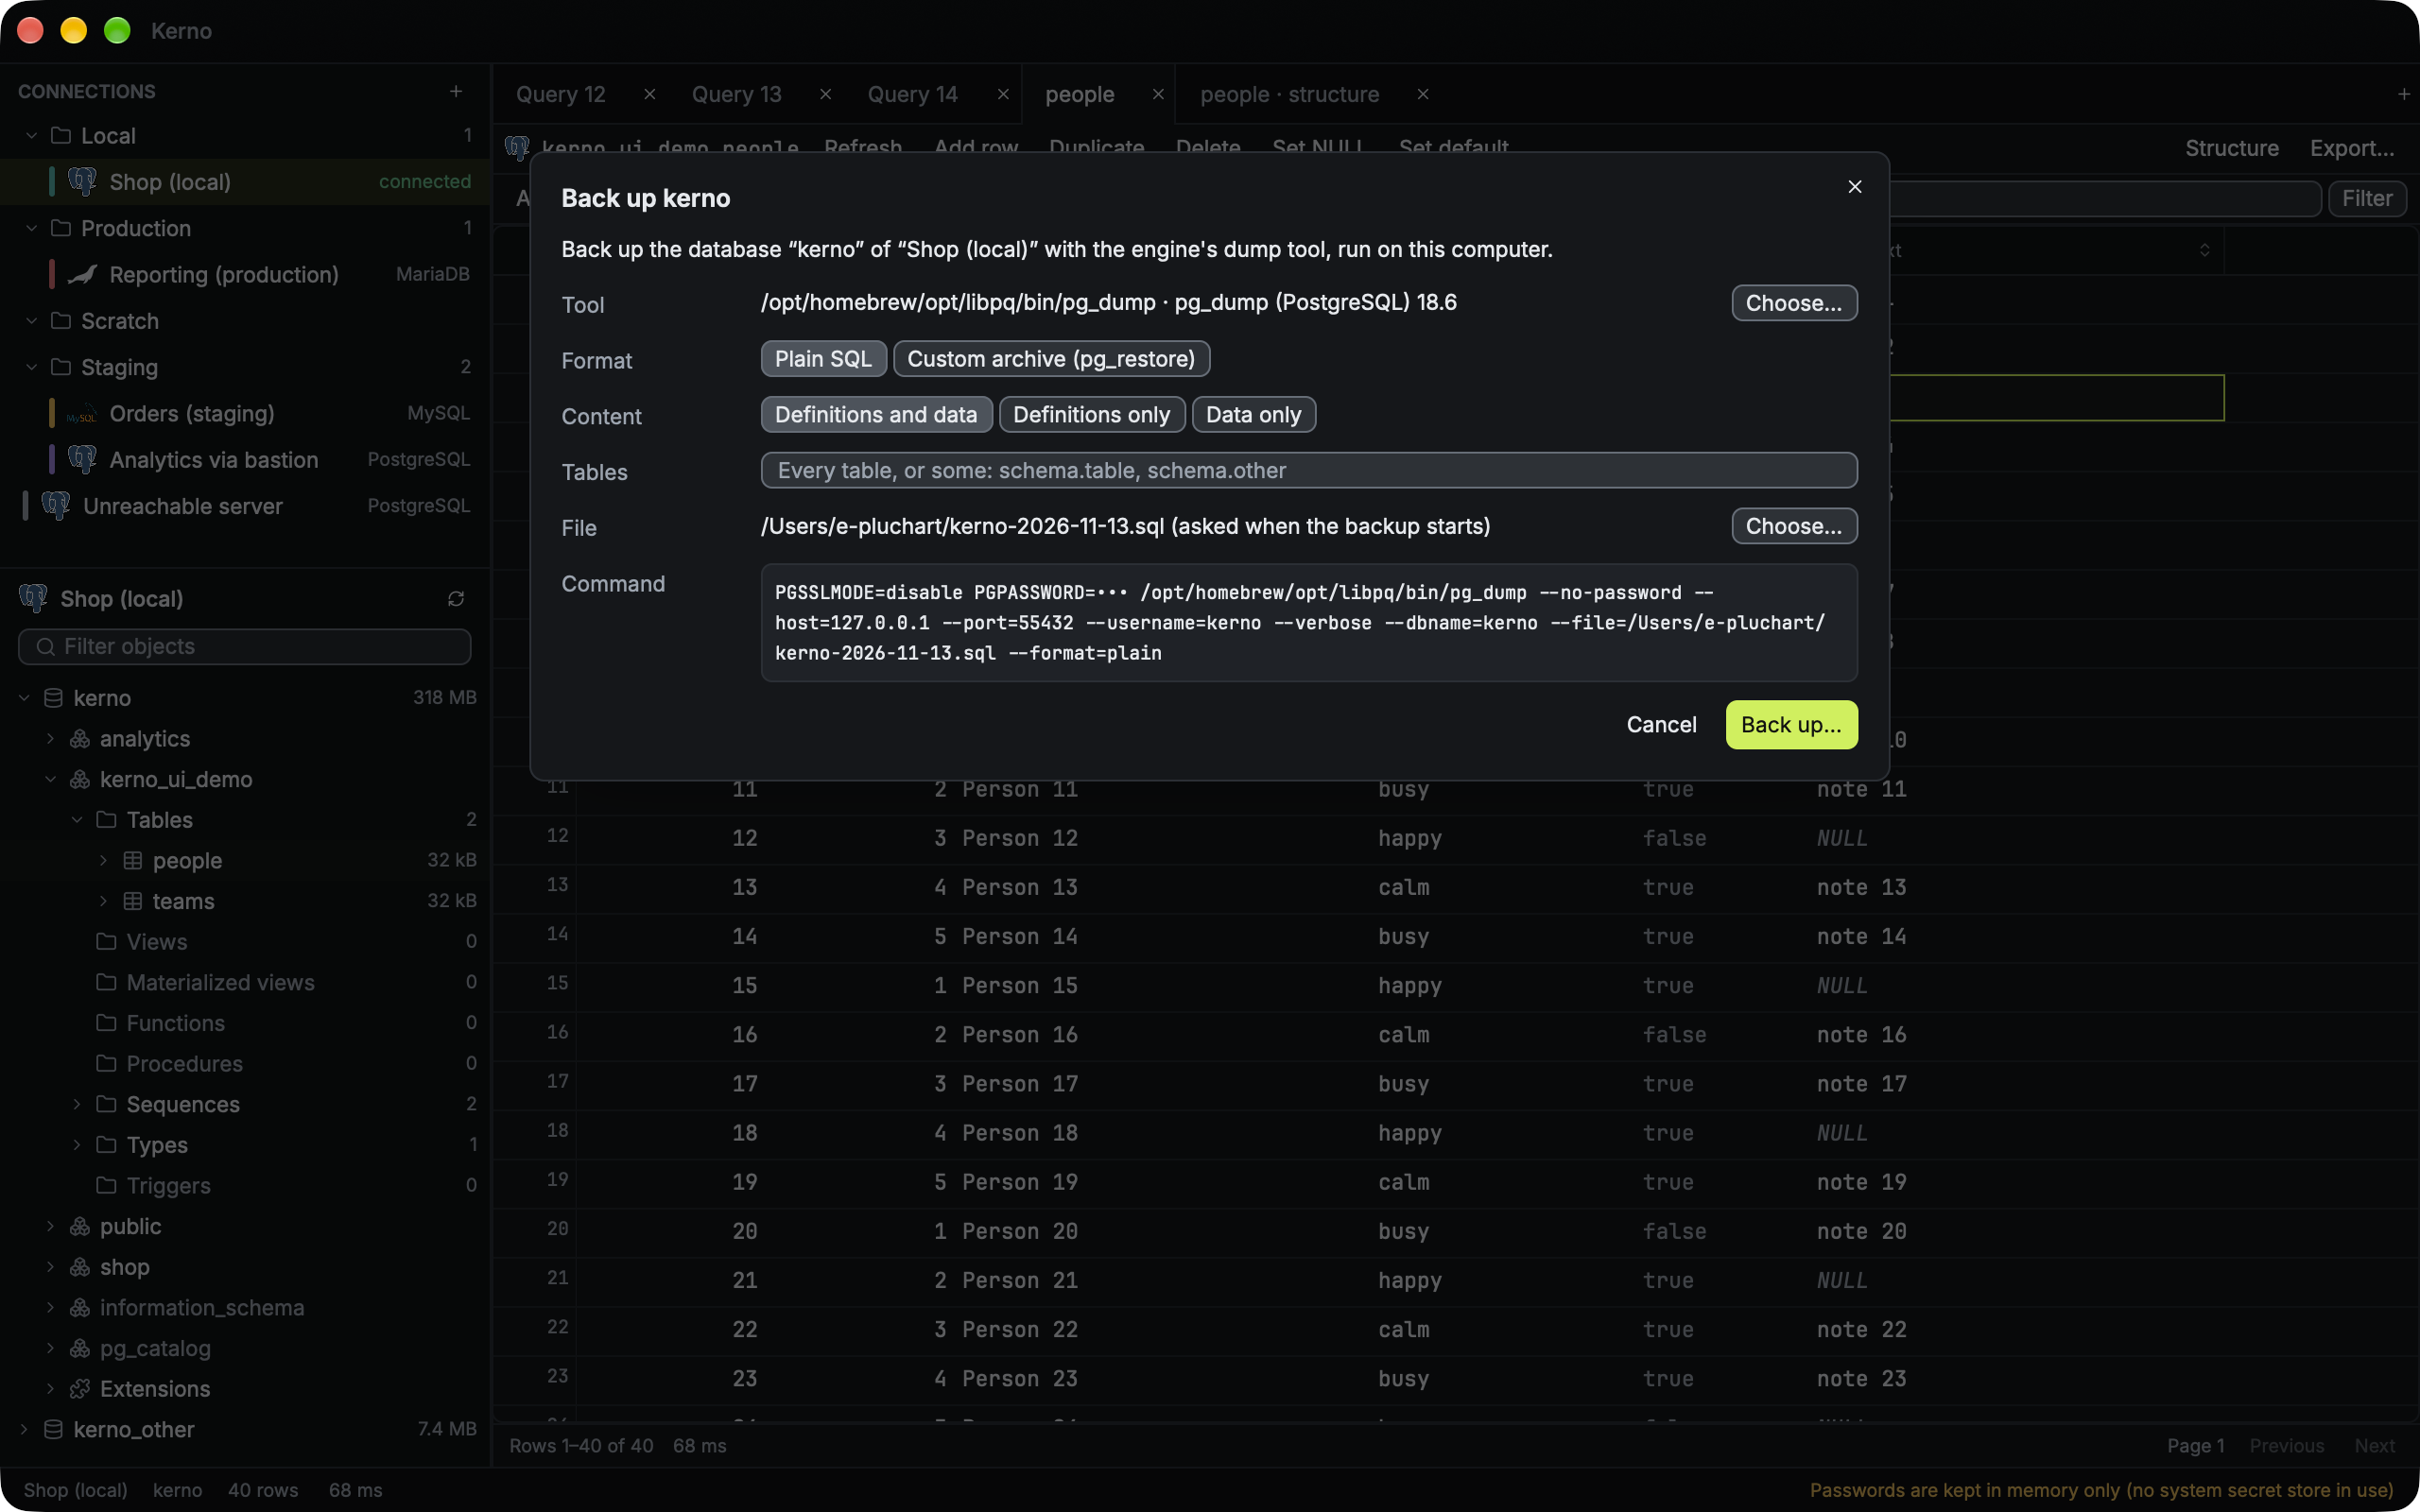 Kerno
CONNECTIONS
Local 1
Shop (local) connected
Production 1
Reporting (production) MariaDB
Scratch
Staging 2
MySQL Orders (staging) MySQL
Analytics via bastion PostgreSQL
Unreachable server PostgreSQL
Shop (local)
Filter objects
kerno 318 MB
analytics
kerno_ui_demo
Tables 2
people 32 kB
teams 32 kB
Views 0
Materialized views 0
Functions 0
Procedures 0
Sequences 2
Types 1
Triggers 0
public
shop
information_schema
pg_catalog
Extensions
kerno_other 7.4 MB
Query 12 Query 13 Query 14 people people · structure
kerno_ui_demo.people Refresh Add row Duplicate Delete Set NULL Set default Structure Export...
Filter
Back up kerno
Back up the database “kerno” of “Shop (local)” with the engine's dump tool, run on this computer.
Tool /opt/homebrew/opt/libpq/bin/pg_dump · pg_dump (PostgreSQL) 18.6 Choose...
Format Plain SQL Custom archive (pg_restore)
Content Definitions and data Definitions only Data only
Tables Every table, or some: schema.table, schema.other
File /Users/e-pluchart/kerno-2026-11-13.sql (asked when the backup starts) Choose...
Command PGSSLMODE=disable PGPASSWORD=••• /opt/homebrew/opt/libpq/bin/pg_dump --no-password --
host=127.0.0.1 --port=55432 --username=kerno --verbose --dbname=kerno --file=/Users/e-pluchart/
kerno-2026-11-13.sql --format=plain
Cancel Back up...
11 11 2 Person 11 busy true note 11
12 12 3 Person 12 happy false NULL
13 13 4 Person 13 calm true note 13
14 14 5 Person 14 busy true note 14
15 15 1 Person 15 happy true NULL
16 16 2 Person 16 calm false note 16
17 17 3 Person 17 busy true note 17
18 18 4 Person 18 happy true NULL
19 19 5 Person 19 calm true note 19
20 20 1 Person 20 busy false note 20
21 21 2 Person 21 happy true NULL
22 22 3 Person 22 calm true note 22
23 23 4 Person 23 busy true note 23
Rows 1–40 of 40 68 ms Page 1 Previous Next
Shop (local) kerno 40 rows 68 ms Passwords are kept in memory only (no system secret store in use)